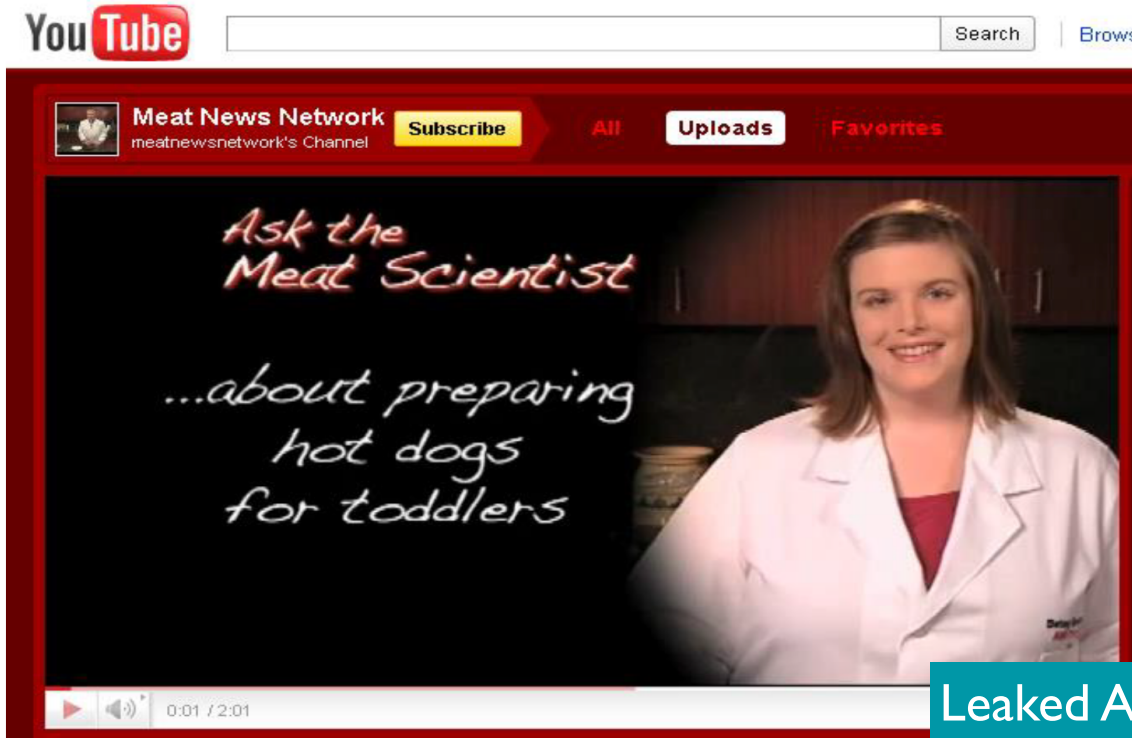 YouTube
Search
Brows
Meat News Network
meatnewsnetwork's Channel
Subscribe
All
Uploads
Favorites
Ask the
Meat Scientist
...about preparing
hot dogs
for toddlers
0:01 / 2:01
Leaked A